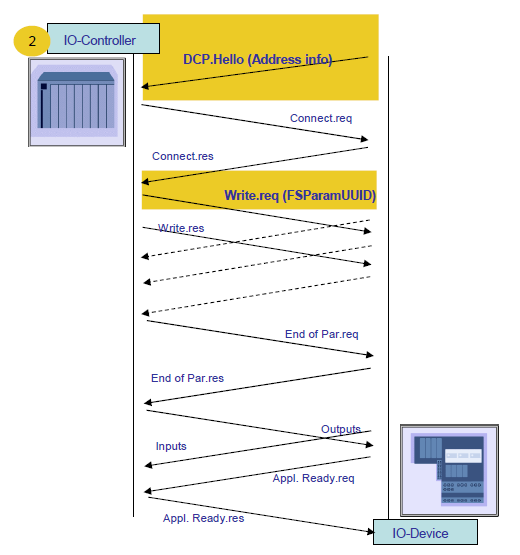 2
IO-Controller
DCP.Hello (Address info)
Connect.req
Connect.res
Write.req (FSParamUUID)
Write.res
End of Par.req
End of Par.res
Outputs
Inputs
Appl. Ready.req
Appl. Ready.res
IO-Device